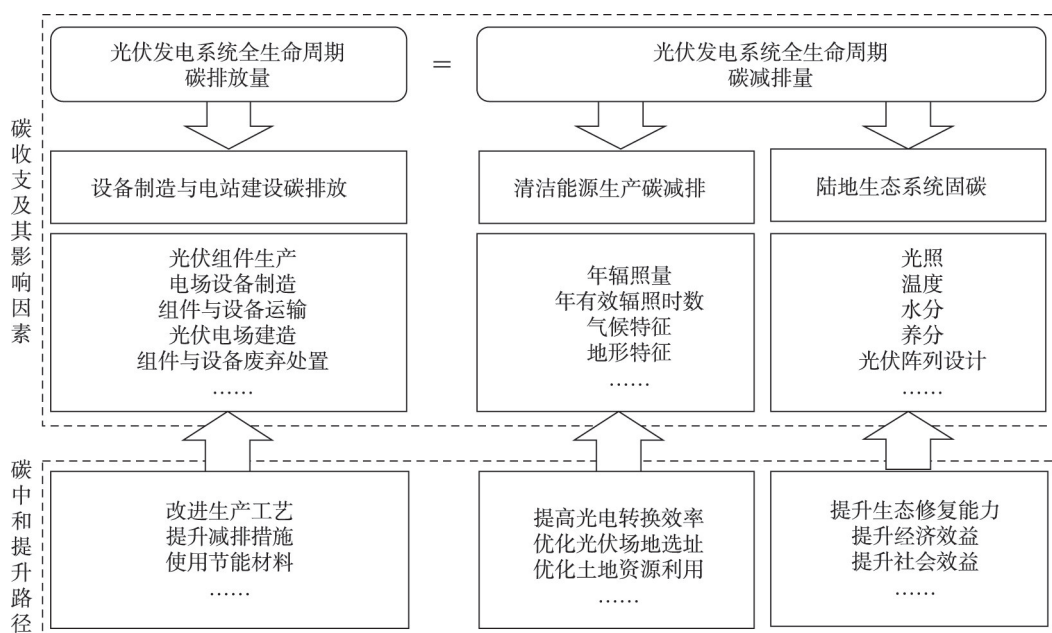 碳收支及其影响因素
光伏发电系统全生命周期
碳排放量
=
光伏发电系统全生命周期
碳减排量
设备制造与电站建设碳排放
清洁能源生产碳减排
陆地生态系统固碳
光伏组件生产
电场设备制造
组件与设备运输
光伏电场建造
组件与设备废弃处置
……
年辐照量
年有效辐照时数
气候特征
地形特征
……
光照
温度
水分
养分
光伏阵列设计
……
碳中和提升路径
改进生产工艺
提升减排措施
使用节能材料
……
提高光电转换效率
优化光伏场地选址
优化土地资源利用
……
提升生态修复能力
提升经济效益
提升社会效益
……